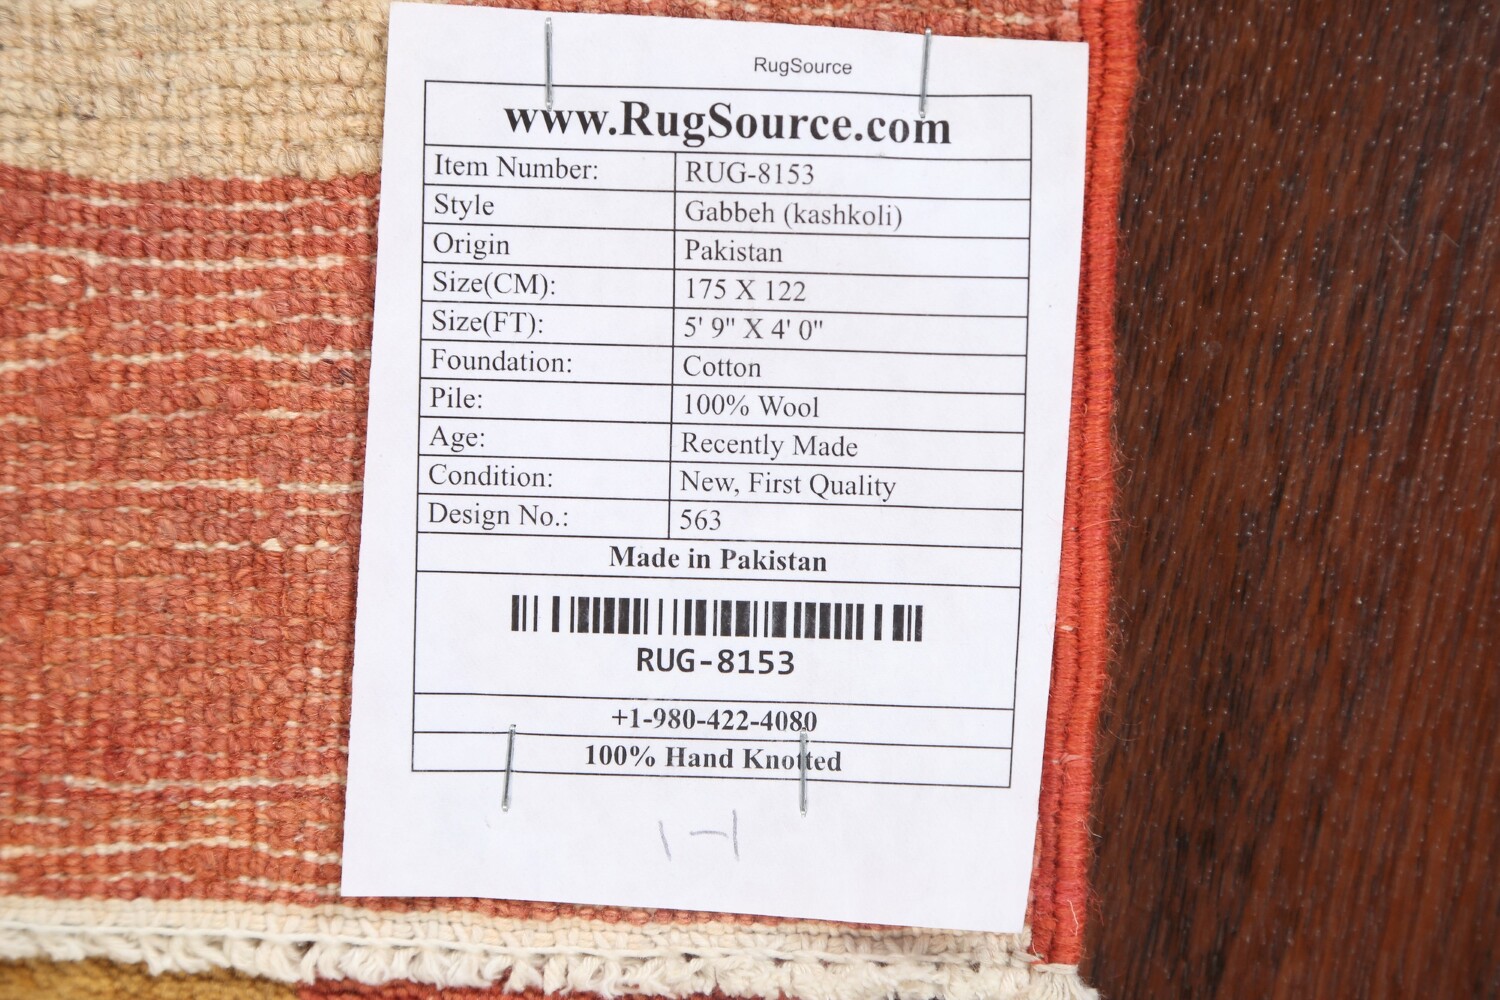 RugSource
www.RugSource.com
Item Number: RUG-8153
Style Gabbeh (kashkoli)
Origin Pakistan
Size(CM): 175 X 122
Size(FT): 5' 9" X 4' 0"
Foundation: Cotton
Pile: 100% Wool
Age: Recently Made
Condition: New, First Quality
Design No.: 563
Made in Pakistan
RUG-8153
+1-980-422-4080
100% Hand Knotted
1-1